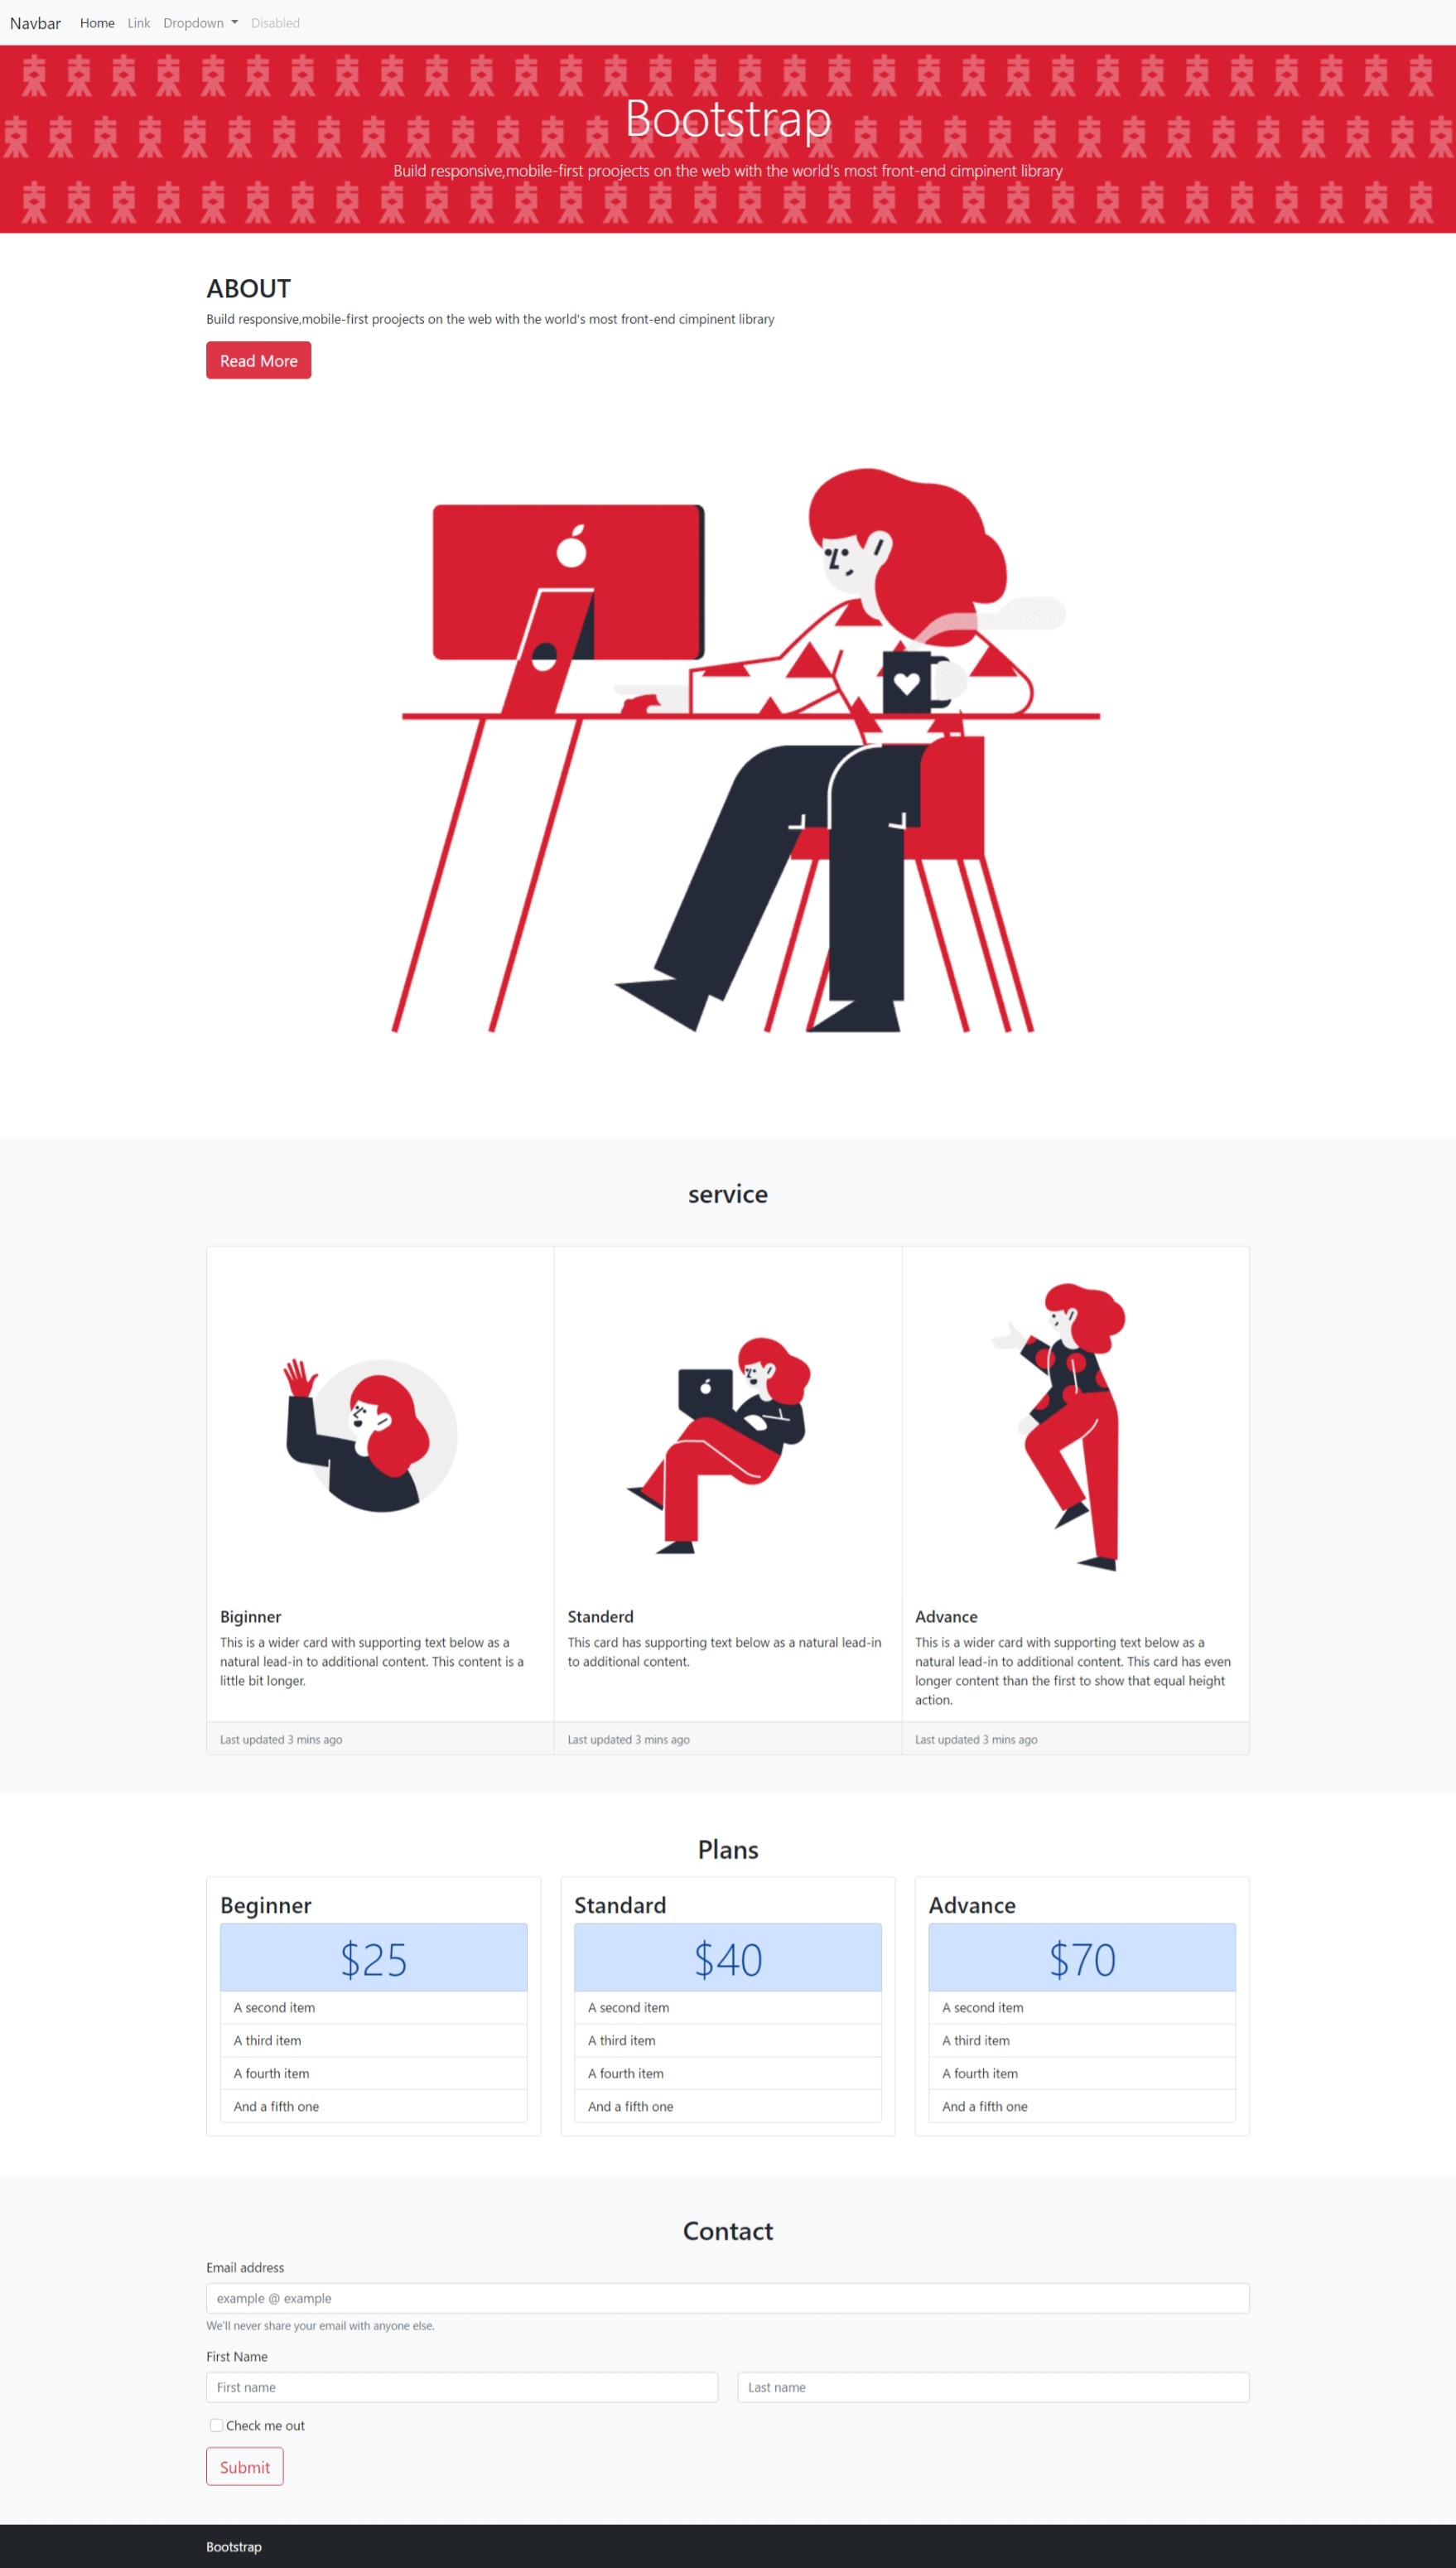 Navbar Home Link Dropdown Disabled
Bootstrap
Build responsive,mobile-first proojects on the web with the world's most front-end cimpinent library
ABOUT
Build responsive,mobile-first proojects on the web with the world's most front-end cimpinent library
Read More
service
Biginner
This is a wider card with supporting text below as a
natural lead-in to additional content. This content is a
little bit longer.
Last updated 3 mins ago
Standerd
This card has supporting text below as a natural lead-in
to additional content.
Last updated 3 mins ago
Advance
This is a wider card with supporting text below as a
natural lead-in to additional content. This card has even
longer content than the first to show that equal height
action.
Last updated 3 mins ago
Plans
Beginner
$25
A second item
A third item
A fourth item
And a fifth one
Standard
$40
A second item
A third item
A fourth item
And a fifth one
Advance
$70
A second item
A third item
A fourth item
And a fifth one
Contact
Email address
example @ example
We'll never share your email with anyone else.
First Name
First name
Last name
Check me out
Submit
Bootstrap